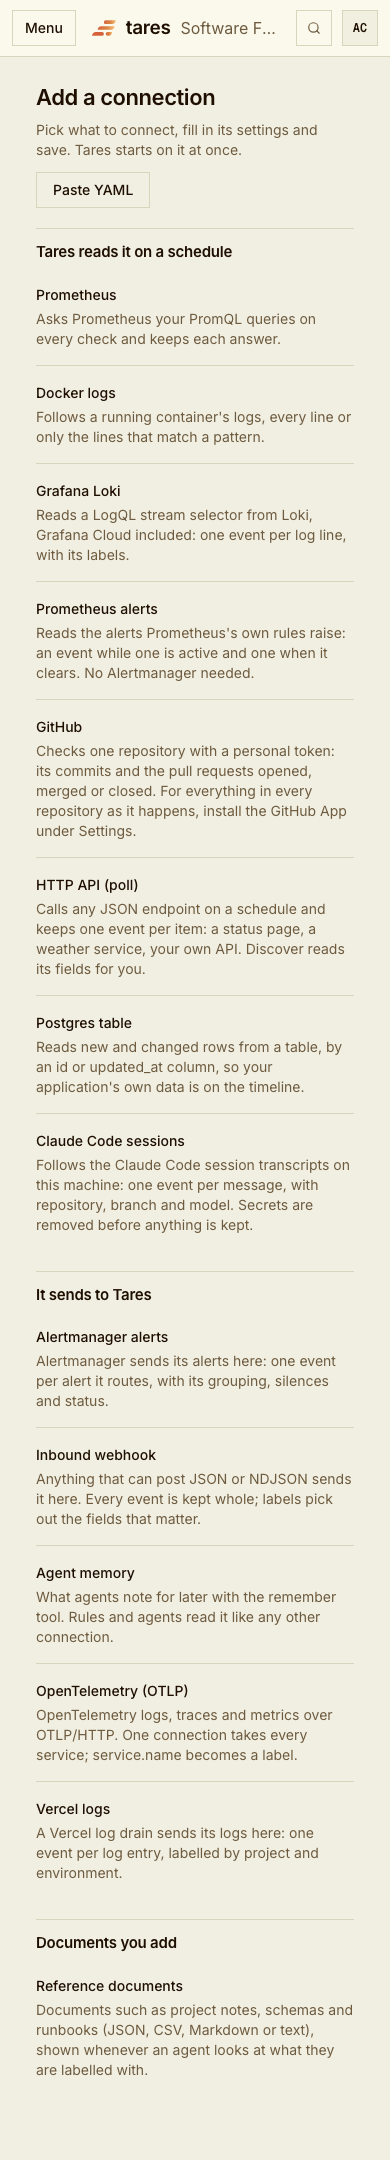 Menu
tares
Software F...
AC
Add a connection
Pick what to connect, fill in its settings and
save. Tares starts on it at once.
Paste YAML
Tares reads it on a schedule
Prometheus
Asks Prometheus your PromQL queries on
every check and keeps each answer.
Docker logs
Follows a running container's logs, every line or
only the lines that match a pattern.
Grafana Loki
Reads a LogQL stream selector from Loki,
Grafana Cloud included: one event per log line,
with its labels.
Prometheus alerts
Reads the alerts Prometheus's own rules raise:
an event while one is active and one when it
clears. No Alertmanager needed.
GitHub
Checks one repository with a personal token:
its commits and the pull requests opened,
merged or closed. For everything in every
repository as it happens, install the GitHub App
under Settings.
HTTP API (poll)
Calls any JSON endpoint on a schedule and
keeps one event per item: a status page, a
weather service, your own API. Discover reads
its fields for you.
Postgres table
Reads new and changed rows from a table, by
an id or updated_at column, so your
application's own data is on the timeline.
Claude Code sessions
Follows the Claude Code session transcripts on
this machine: one event per message, with
repository, branch and model. Secrets are
removed before anything is kept.
It sends to Tares
Alertmanager alerts
Alertmanager sends its alerts here: one event
per alert it routes, with its grouping, silences
and status.
Inbound webhook
Anything that can post JSON or NDJSON sends
it here. Every event is kept whole; labels pick
out the fields that matter.
Agent memory
What agents note for later with the remember
tool. Rules and agents read it like any other
connection.
OpenTelemetry (OTLP)
OpenTelemetry logs, traces and metrics over
OTLP/HTTP. One connection takes every
service; service.name becomes a label.
Vercel logs
A Vercel log drain sends its logs here: one
event per log entry, labelled by project and
environment.
Documents you add
Reference documents
Documents such as project notes, schemas and
runbooks (JSON, CSV, Markdown or text),
shown whenever an agent looks at what they
are labelled with.